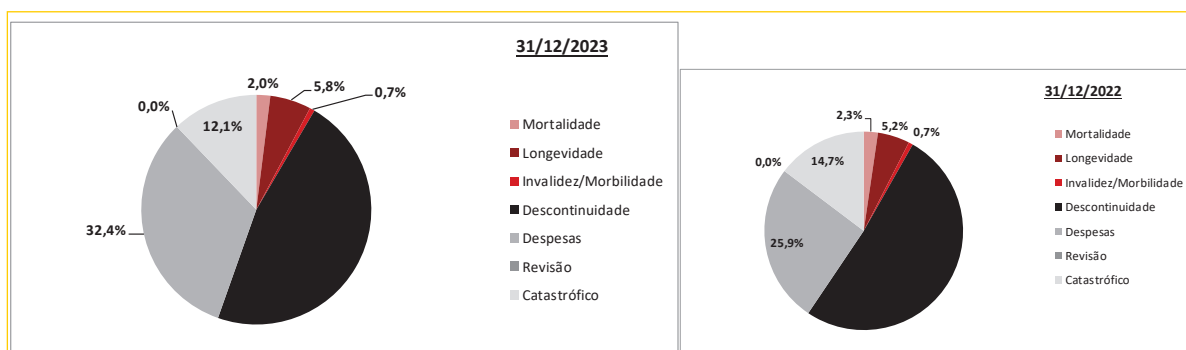 31/12/2023
2,0%
5,8%
0,7%
0,0%
12,1%
32,4%
Mortalidade
Longevidade
Invalidez/Morbilidade
Descontinuidade
Despesas
Revisão
Catastrófico
31/12/2022
2,3%
5,2%
0,7%
0,0%
14,7%
25,9%
Mortalidade
Longevidade
Invalidez/Morbilidade
Descontinuidade
Despesas
Revisão
Catastrófico